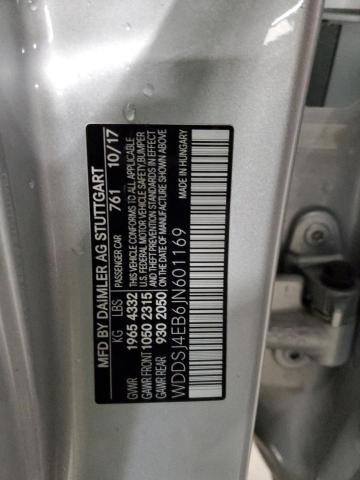 MFD BY DAIMLER AG STUTTGART
KG LBS PASSENGER CAR 761 10/17
GVWR 1965 4332 THIS VEHICLE CONFORMS TO ALL APPLICABLE
GAWR FRONT 1050 2315 U.S. FEDERAL MOTOR VEHICLE SAFETY, BUMPER
GAWR REAR 930 2050 AND THEFT PREVENTION STANDARDS IN EFFECT
ON THE DATE OF MANUFACTURE SHOWN ABOVE.
MADE IN HUNGARY
WDDSJ4EB6JN601169